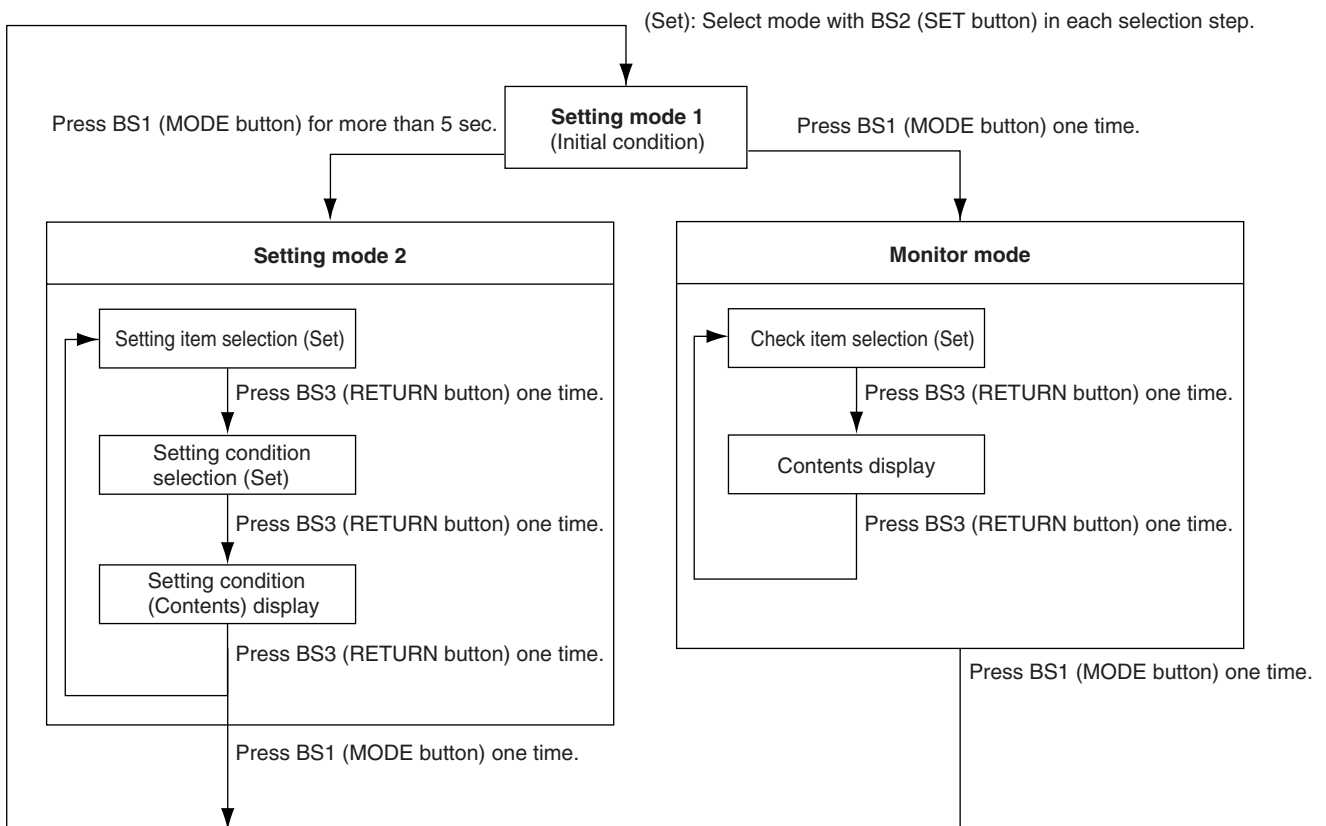 (Set): Select mode with BS2 (SET button) in each selection step.
Press BS1 (MODE button) for more than 5 sec.
Setting mode 1
(Initial condition)
Press BS1 (MODE button) one time.
Setting mode 2
Setting item selection (Set)
Press BS3 (RETURN button) one time.
Setting condition
selection (Set)
Press BS3 (RETURN button) one time.
Setting condition
(Contents) display
Press BS3 (RETURN button) one time.
Press BS1 (MODE button) one time.
Monitor mode
Check item selection (Set)
Press BS3 (RETURN button) one time.
Contents display
Press BS3 (RETURN button) one time.
Press BS1 (MODE button) one time.